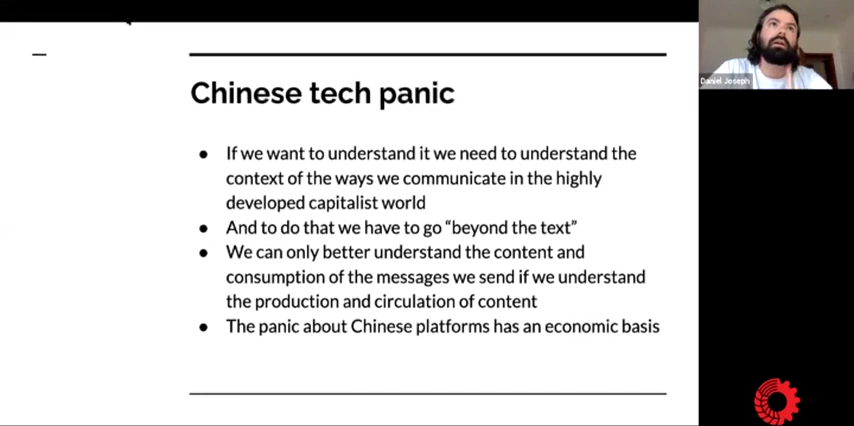 Chinese tech panic
● If we want to understand it we need to understand the
context of the ways we communicate in the highly
developed capitalist world
● And to do that we have to go “beyond the text”
● We can only better understand the content and
consumption of the messages we send if we understand
the production and circulation of content
● The panic about Chinese platforms has an economic basis
Daniel Joseph